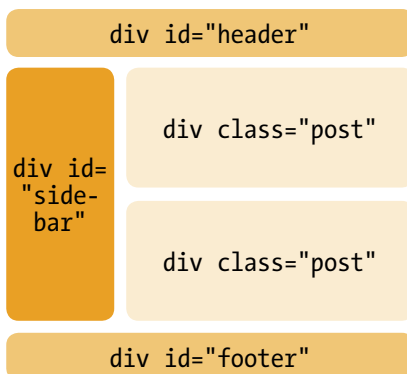 div id="header"
div id=
"side-
bar"
div class="post"
div class="post"
div id="footer"